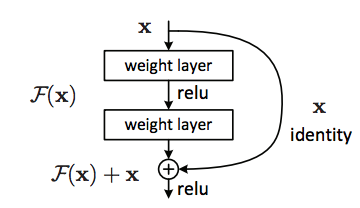 x
weight layer
relu
F(x)
weight layer
x
identity
F(x) + x
+
relu